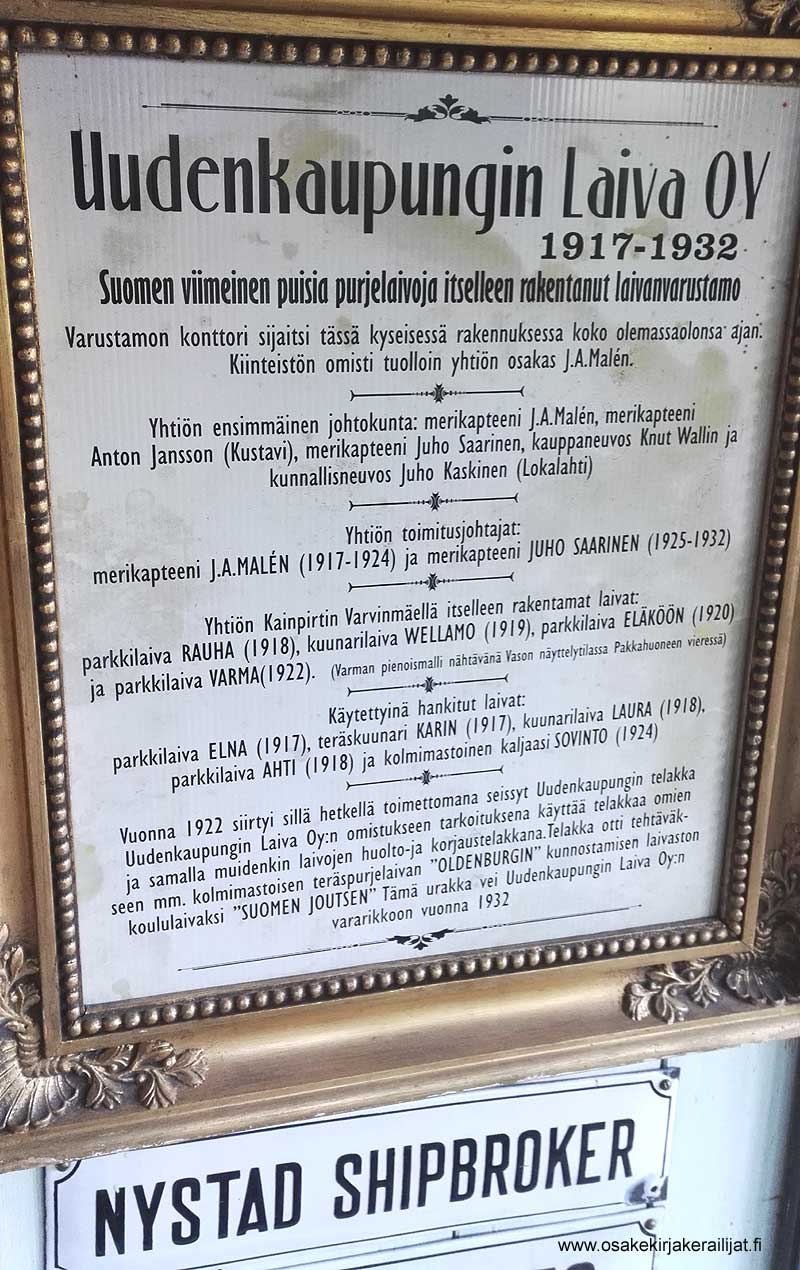 Uudenkaupungin Laiva OY
1917-1932
Suomen viimeinen puisia purjelaivoja itselleen rakentanut laivanvarustamo
Varustamon konttori sijaitsi tässä kyseisessä rakennuksessa koko olemassaolonsa ajan.
Kiinteistön omisti tuolloin yhtiön osakas J.A.Malén.
Yhtiön ensimmäinen johtokunta: merikapteeni J.A.Malén, merikapteeni
Anton Jansson (Kustavi), merikapteeni Juho Saarinen, kauppaneuvos Knut Wallin ja
kunnallisneuvos Juho Kaskinen (Lokalahti)
Yhtiön toimitusjohtajat:
merikapteeni J.A.MALÉN (1917-1924) ja merikapteeni JUHO SAARINEN (1925-1932)
Yhtiön Kainpirtin Varvinmäellä itselleen rakentamat laivat:
parkkilaiva RAUHA (1918), kuunarilaiva WELLAMO (1919), parkkilaiva ELÄKÖÖN (1920)
ja parkkilaiva VARMA(1922). (Varman pienoismalli nähtävänä Vason näyttelytilassa Pakkahuoneen vieressä)
Käytettyinä hankitut laivat:
parkkilaiva ELNA (1917), teräskuunari KARIN (1917), kuunarilaiva LAURA (1918),
parkkilaiva AHTI (1918) ja kolmimastoinen kaljaasi SOVINTO (1924)
Vuonna 1922 siirtyi sillä hetkellä toimettomana seissyt Uudenkaupungin telakka
Uudenkaupungin Laiva Oy:n omistukseen tarkoituksena käyttää telakkaa omien
ja samalla muidenkin laivojen huolto-ja korjaustelakkana.Telakka otti tehtäväk-
seen mm. kolmimastoisen teräspurjelaivan "OLDENBURGIN" kunnostamisen laivaston
koululaivaksi "SUOMEN JOUTSEN" Tämä urakka vei Uudenkaupungin Laiva Oy:n
vararikkoon vuonna 1932
NYSTAD SHIPBROKER
www.osakekirjakerailijat.fi